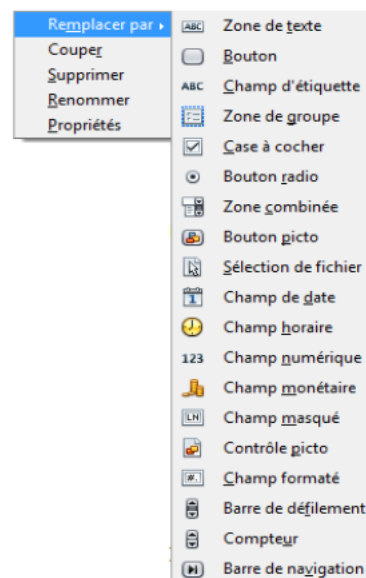 Remplacer par
Couper
Supprimer
Renommer
Propriétés
ABC Zone de texte
Bouton
ABC Champ d'étiquette
Zone de groupe
Case à cocher
Bouton radio
Zone combinée
Bouton picto
Sélection de fichier
1 Champ de date
Champ horaire
123 Champ numérique
Champ monétaire
LN Champ masqué
Contrôle picto
#. Champ formaté
Barre de défilement
Compteur
Barre de navigation